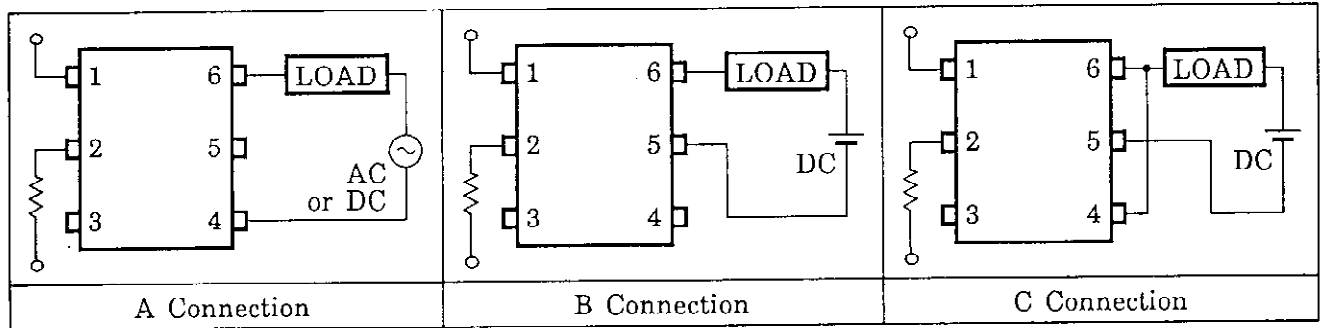 1 6 LOAD
2 5
AC
or DC
3 4
A Connection
1 6 LOAD
2 5
DC
3 4
B Connection
1 6 LOAD
2 5
DC
3 4
C Connection